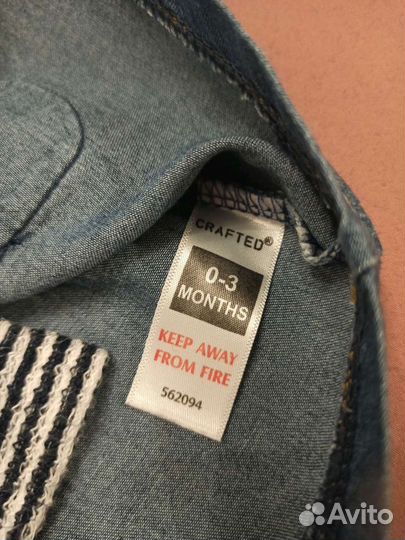 CRAFTED®
0-3
MONTHS
KEEP AWAY
FROM FIRE
562094
Avito